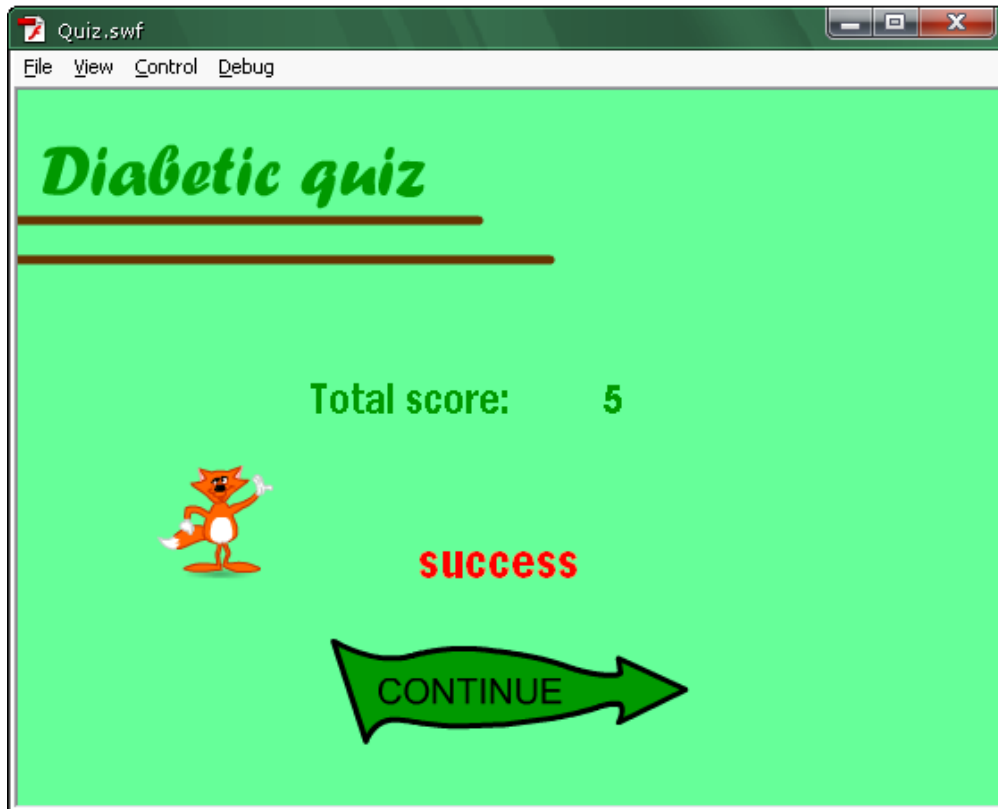 Quiz.swf
File View Control Debug
Diabetic quiz
Total score: 5
success
CONTINUE